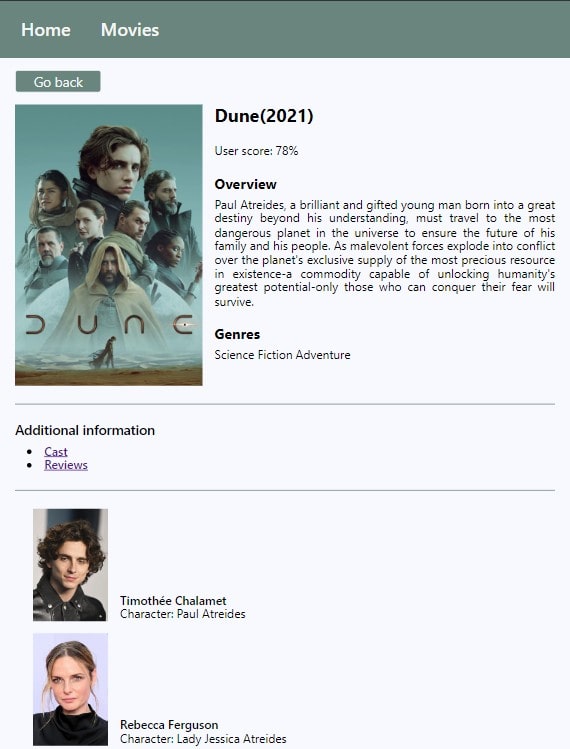 Home Movies
Go back
Dune(2021)
User score: 78%
Overview
Paul Atreides, a brilliant and gifted young man born into a great
destiny beyond his understanding, must travel to the most
dangerous planet in the universe to ensure the future of his
family and his people. As malevolent forces explode into conflict
over the planet's exclusive supply of the most precious resource
in existence-a commodity capable of unlocking humanity's
greatest potential-only those who can conquer their fear will
survive.
Genres
Science Fiction Adventure
DUNE
Additional information
Cast
Reviews
Timothée Chalamet
Character: Paul Atreides
Rebecca Ferguson
Character: Lady Jessica Atreides